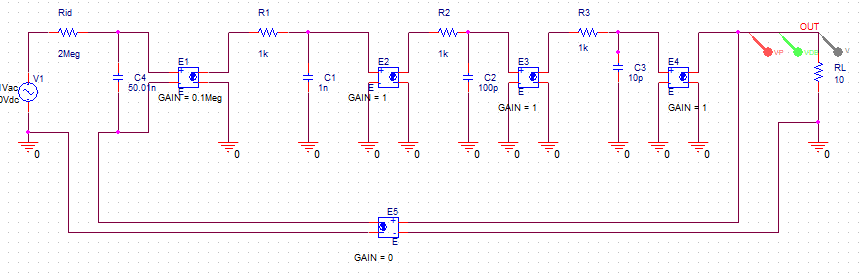 Rid
R1
R2
R3
OUT
2Meg
1k
1k
1k
VP
VDB
V
V1
1Vac
0Vdc
C4
50.01n
E1
+
-
E
GAIN = 0.1Meg
C1
1n
E2
+
-
E
GAIN = 1
C2
100p
E3
+
-
E
GAIN = 1
C3
10p
E4
+
-
E
GAIN = 1
RL
10
0
0
0
0
0
0
0
0
0
0
0
E5
+
-
E
GAIN = 0